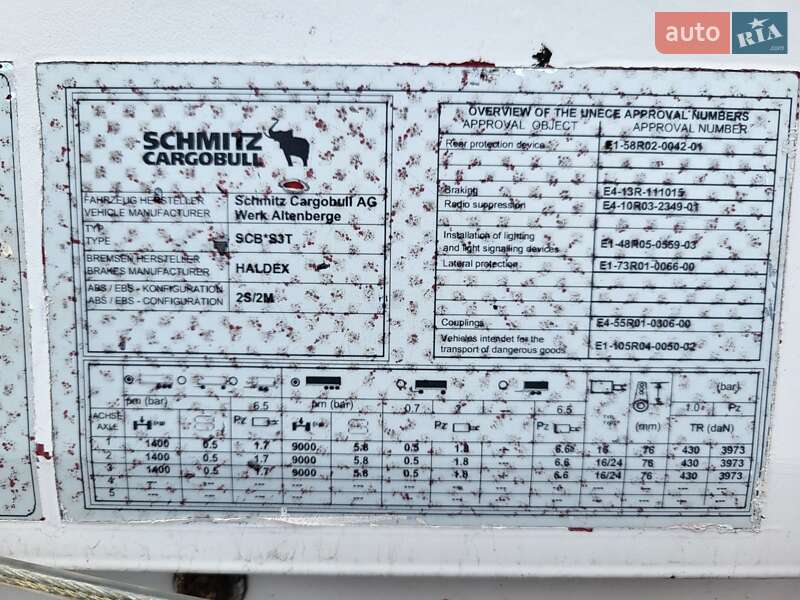 auto RIA
.com
SCHMITZ
CARGOBULL
FAHRZEUG HERSTELLER
VEHICLE MANUFACTURER
Schmitz Cargobull AG
Werk Altenberge
TYP
TYPE
SCB*S3T
BREMSEN HERSTELLER
BRAKES MANUFACTURER
HALDEX
ABS / EBS - KONFIGURATION
ABS / EBS - CONFIGURATION
2S/2M
OVERVIEW OF THE UNECE APPROVAL NUMBERS
APPROVAL OBJECT APPROVAL NUMBER
Rear protection device E1-58R02-0042-01
Braking E4-13R-111015
Radio suppression E4-10R03-2349-01
Installation of lighting
and light signalling devices E1-48R05-0559-03
Lateral protection E1-73R01-0066-00
Couplings E4-55R01-0306-00
Vehicles intendet for the
transport of dangerous goods E1-105R04-0050-02
(bar)
pm (bar) 6.5 pm (bar) 0.7 6.5 1.0 Pz
ACHSE
AXLE
Pz Pz Pz (mm) TR (daN)
1 1400 0.5 1.7 9000 5.8 0.5 1.8 --- 6.6 16 76 430 3973
2 1400 0.5 1.7 9000 5.8 0.5 1.8 --- 6.6 16/24 76 430 3973
3 1400 0.5 1.7 9000 5.8 0.5 1.8 --- 6.6 16/24 76 430 3973
4 --- --- --- --- --- --- --- --- --- --- --- --- ---
5 --- --- --- --- --- --- --- --- --- --- --- --- ---